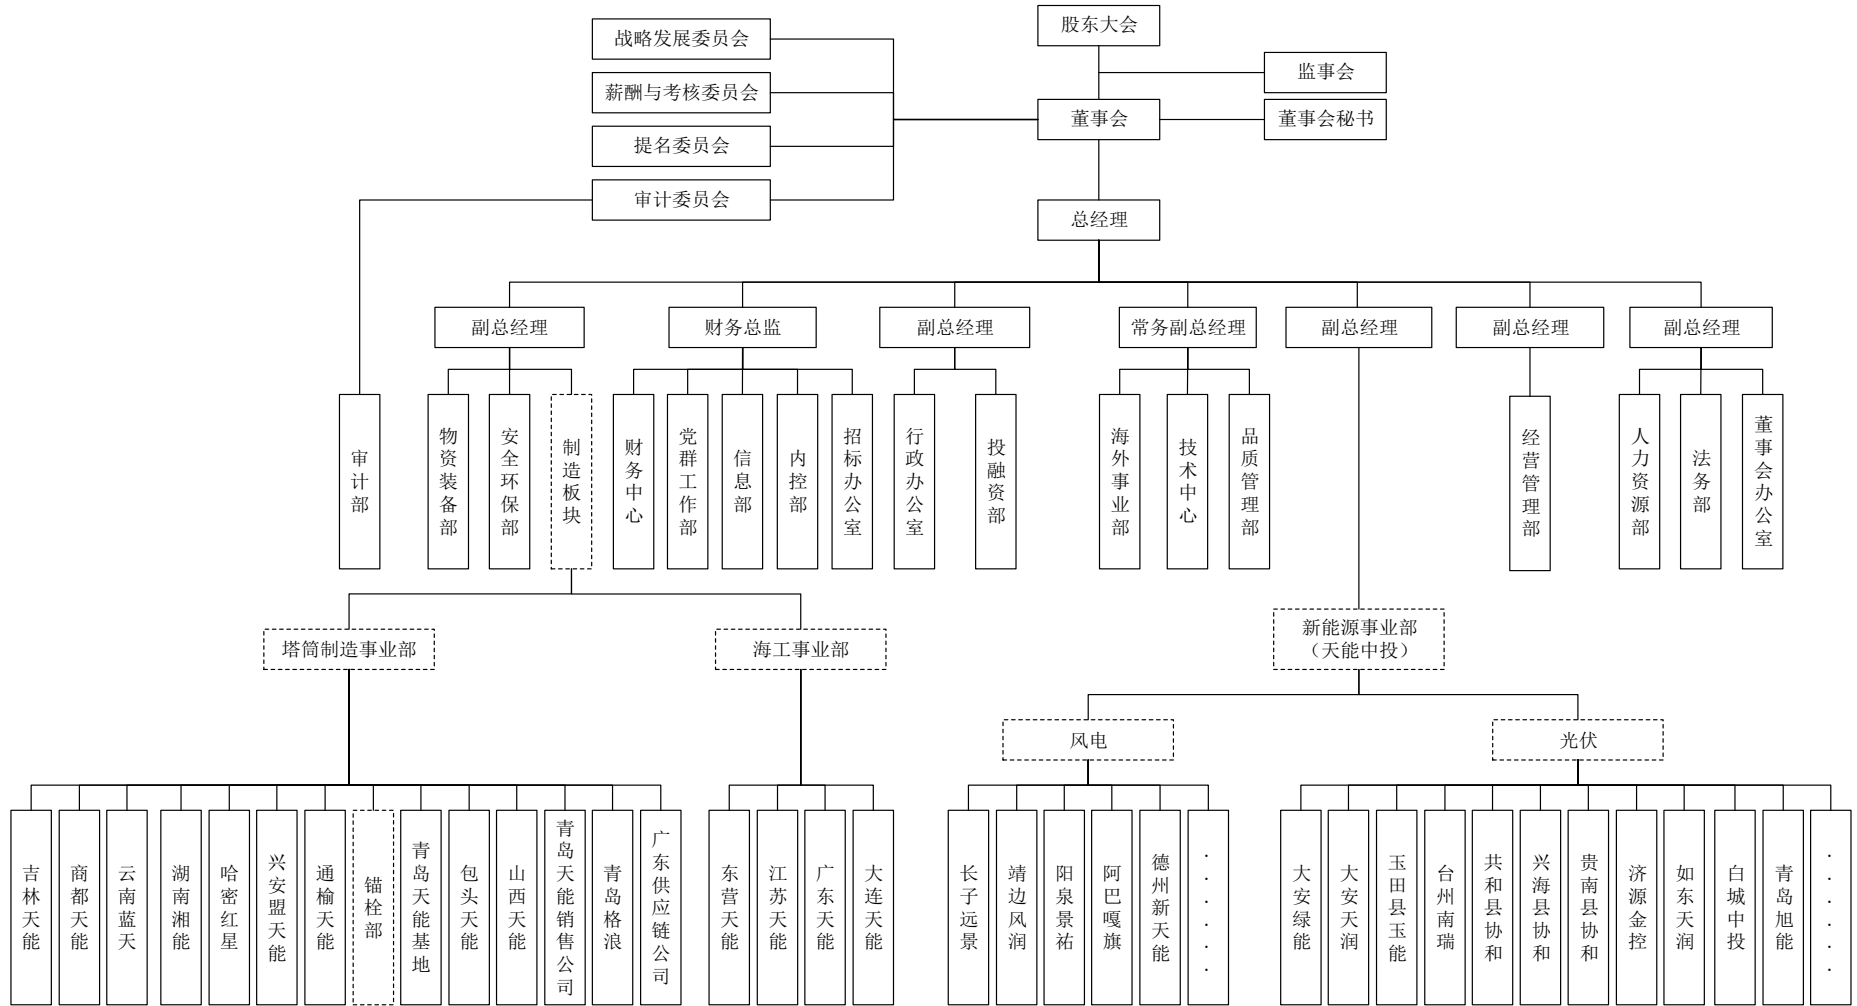 股东大会
战略发展委员会
监事会
薪酬与考核委员会
董事会
董事会秘书
提名委员会
审计委员会
总经理
副总经理
财务总监
副总经理
常务副总经理
副总经理
副总经理
副总经理
审计部
物资装备部
安全环保部
制造板块
财务中心
党群工作部
信息部
内控部
招标办公室
行政办公室
投融资部
海外事业部
技术中心
品质管理部
经营管理部
人力资源部
法务部
董事会办公室
塔筒制造事业部
海工事业部
新能源事业部
（天能中投）
风电
光伏
吉林天能
商都天能
云南蓝天
湖南湘能
哈密红星
兴安盟天能
通榆天能
锚栓部
青岛天能基地
包头天能
山西天能
青岛天能销售公司
青岛格浪
广东供应链公司
东营天能
江苏天能
广东天能
大连天能
长子远景
靖边风润
阳泉景祐
阿巴嘎旗
德州新天能
......
大安绿能
大安天润
玉田县玉能
台州南瑞
共和县协和
兴海县协和
贵南县协和
济源金控
如东天润
白城中投
青岛旭能
......